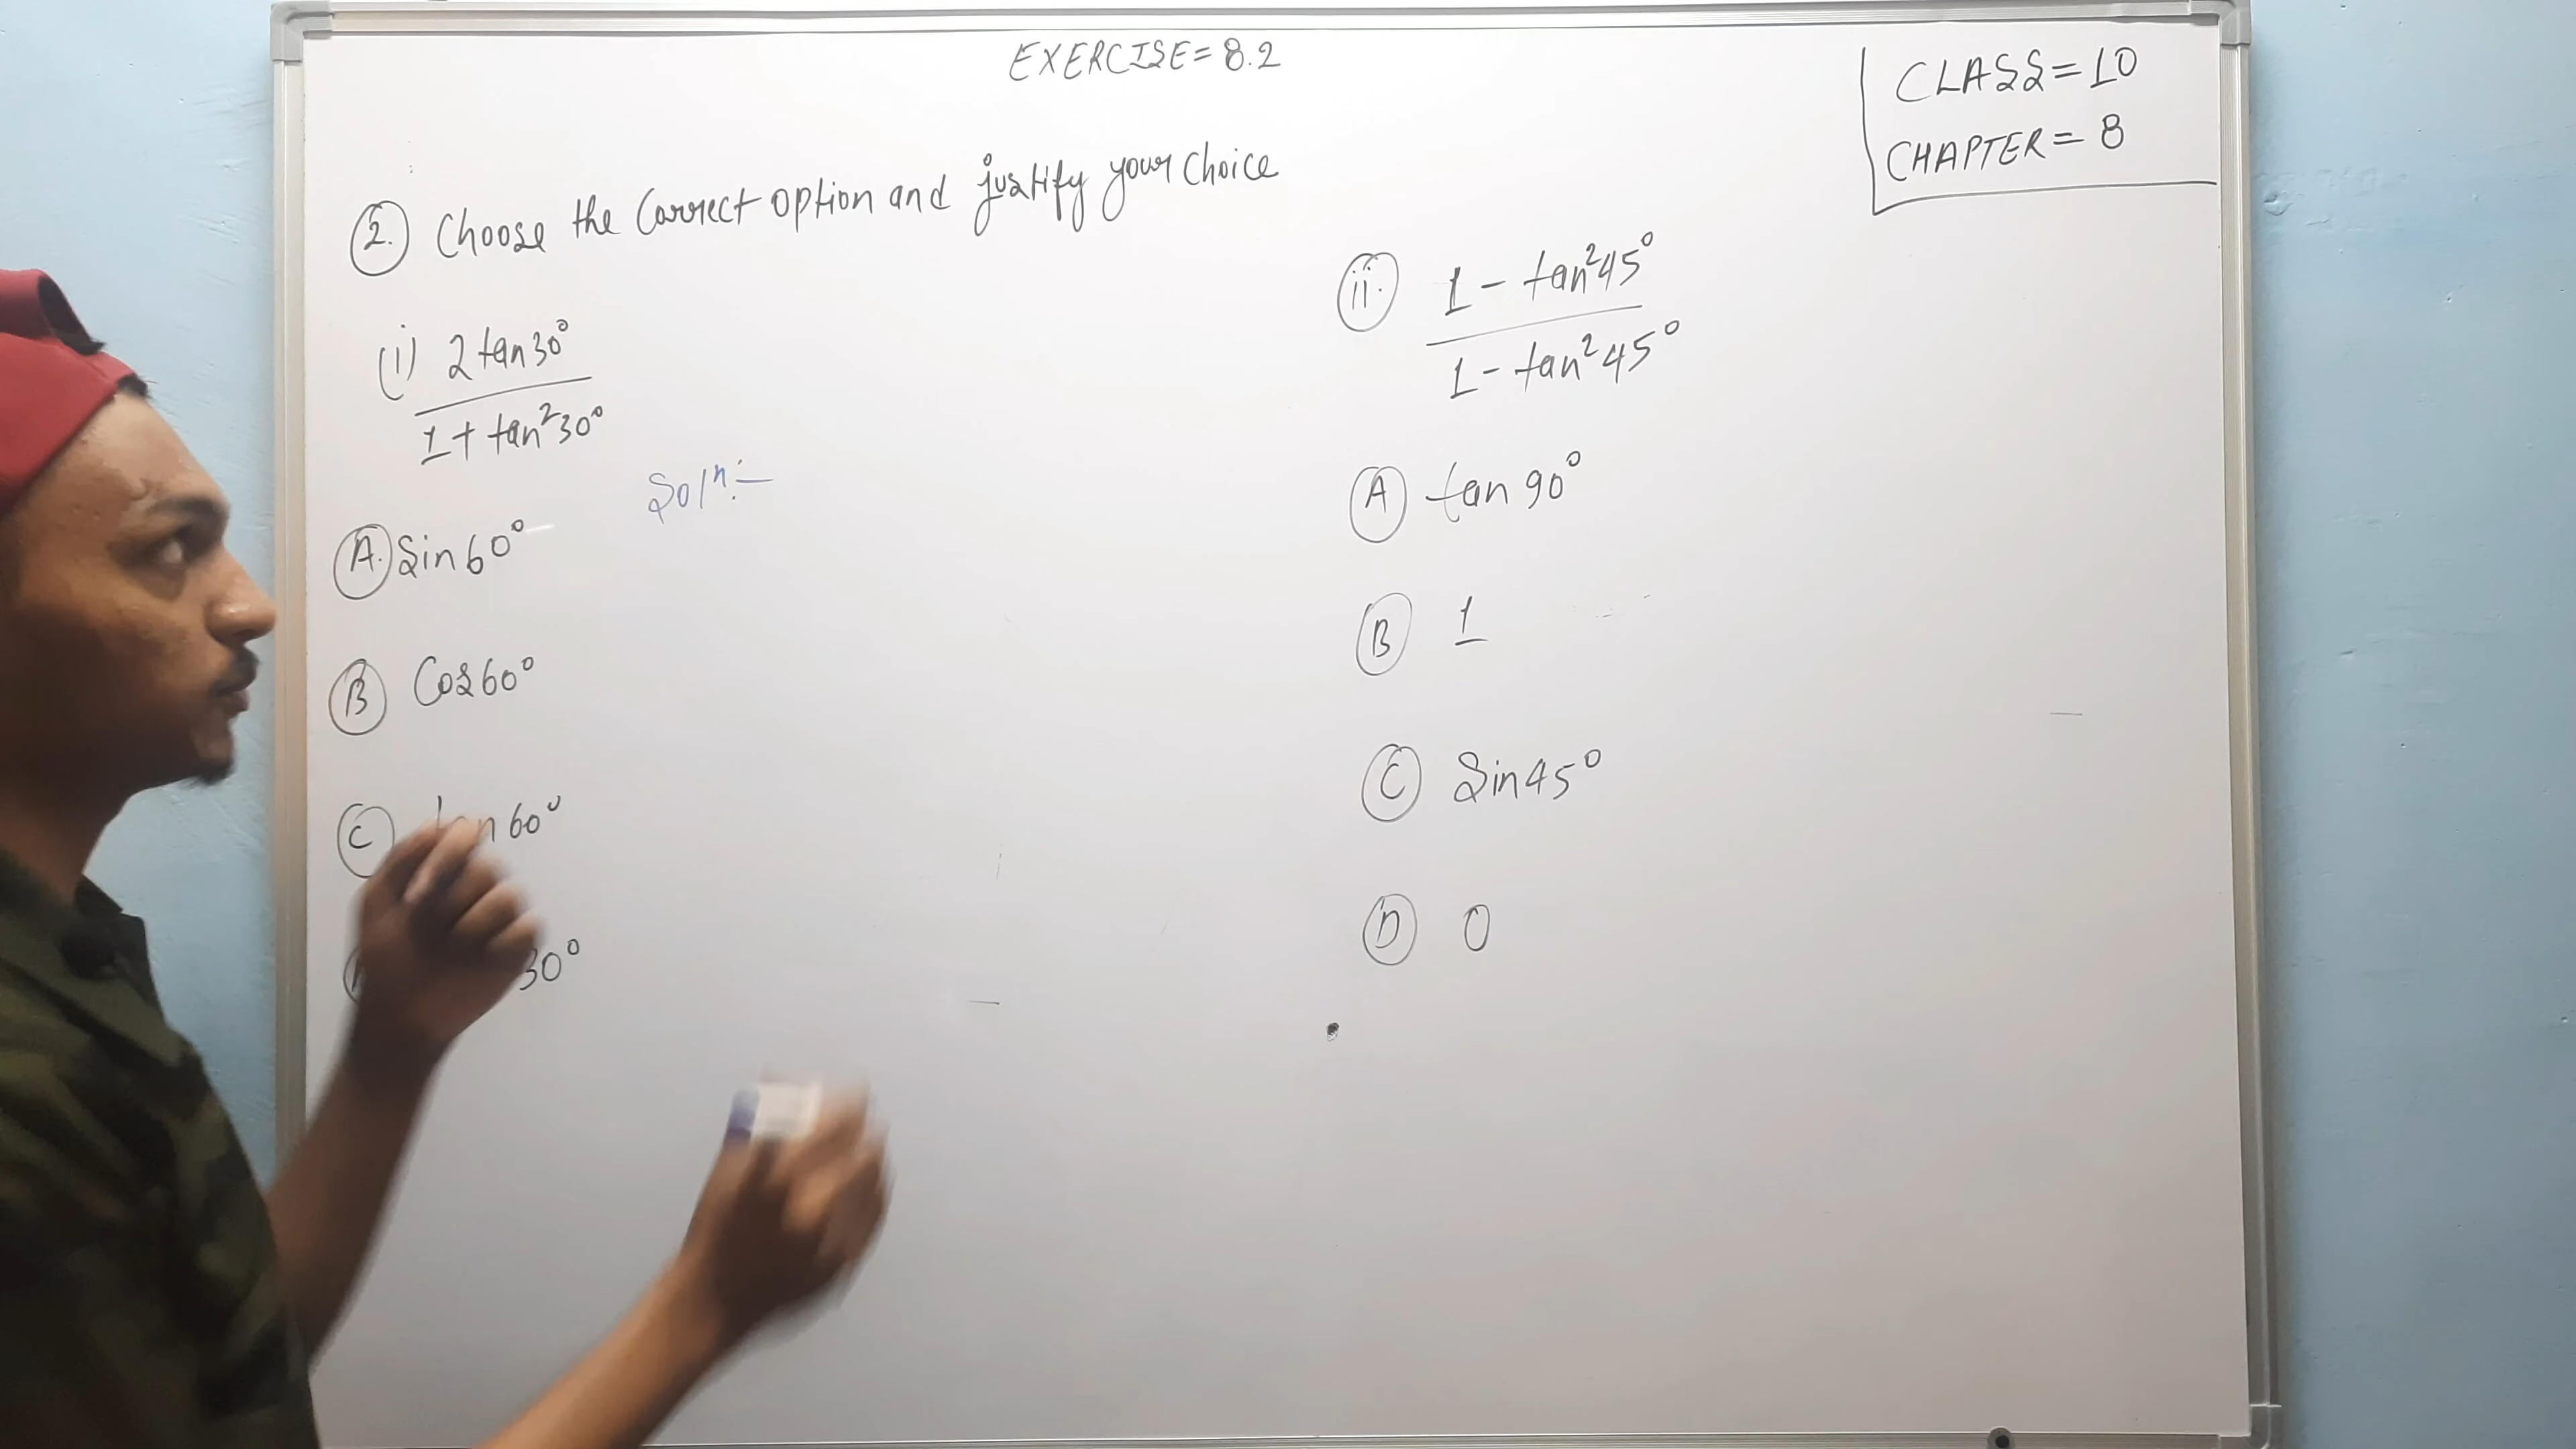 EXERCISE = 8.2
CLASS = 10
CHAPTER = 8
2. Choose the Correct option and justify your choice
(i) 2 tan 30°
1 + tan² 30°
Solⁿ:-
A. Sin 60°
B Cos 60°
C tan 60°
30°
ii. 1 - tan² 45°
1 - tan² 45°
A tan 90°
B 1
C Sin 45°
D 0